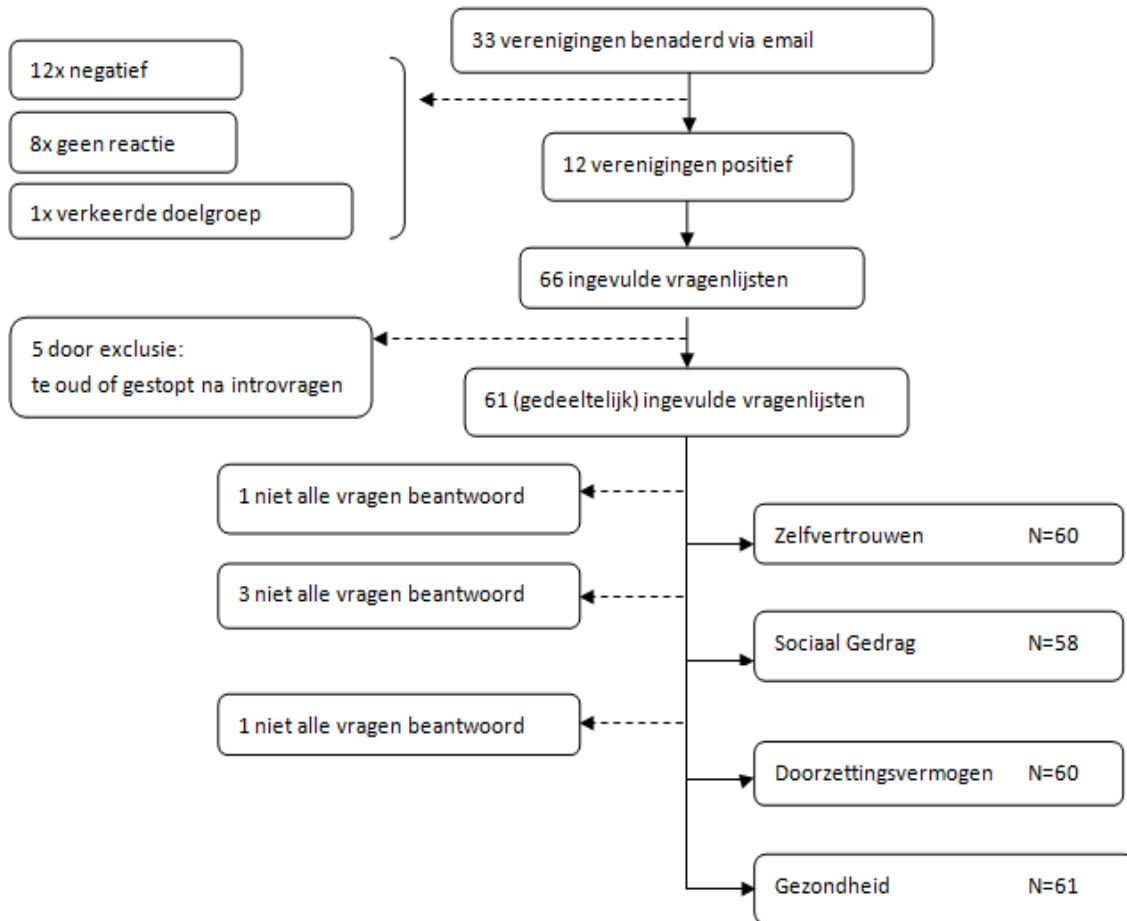 33 verenigingen benaderd via email
12x negatief
8x geen reactie
1x verkeerde doelgroep
12 verenigingen positief
66 ingevulde vragenlijsten
5 door exclusie:
te oud of gestopt na introvragen
61 (gedeeltelijk) ingevulde vragenlijsten
1 niet alle vragen beantwoord
Zelfvertrouwen N=60
3 niet alle vragen beantwoord
Sociaal Gedrag N=58
1 niet alle vragen beantwoord
Doorzettingsvermogen N=60
Gezondheid N=61